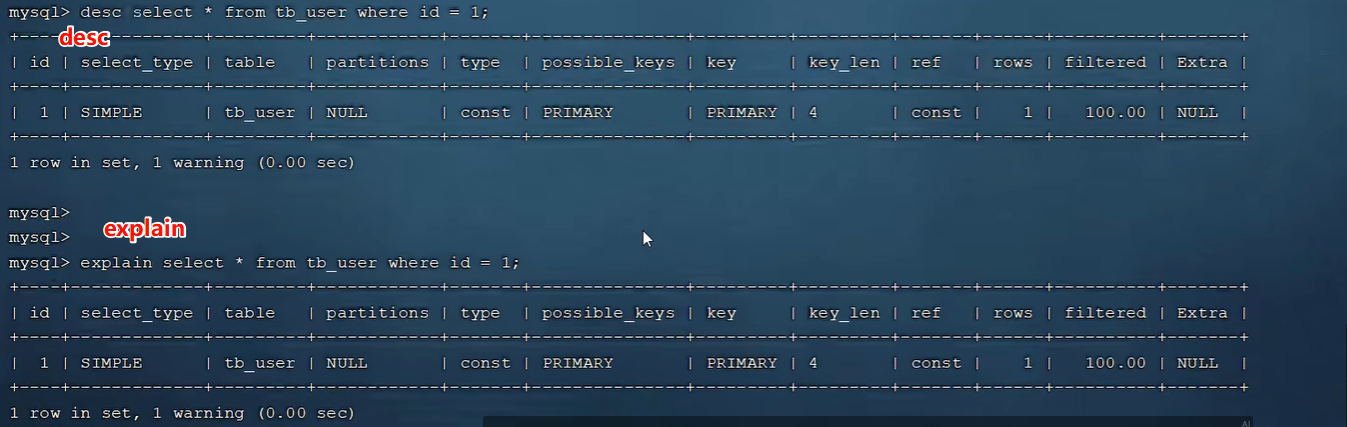 mysql> desc select * from tb_user where id = 1;
desc
+----+-------------+---------+------------+-------+---------------+---------+---------+-------+------+----------+-------+
| id | select_type | table | partitions | type | possible_keys | key | key_len | ref | rows | filtered | Extra |
+----+-------------+---------+------------+-------+---------------+---------+---------+-------+------+----------+-------+
| 1 | SIMPLE | tb_user | NULL | const | PRIMARY | PRIMARY | 4 | const | 1 | 100.00 | NULL |
+----+-------------+---------+------------+-------+---------------+---------+---------+-------+------+----------+-------+
1 row in set, 1 warning (0.00 sec)
mysql>
explain
mysql>
mysql> explain select * from tb_user where id = 1;
+----+-------------+---------+------------+-------+---------------+---------+---------+-------+------+----------+-------+
| id | select_type | table | partitions | type | possible_keys | key | key_len | ref | rows | filtered | Extra |
+----+-------------+---------+------------+-------+---------------+---------+---------+-------+------+----------+-------+
| 1 | SIMPLE | tb_user | NULL | const | PRIMARY | PRIMARY | 4 | const | 1 | 100.00 | NULL |
+----+-------------+---------+------------+-------+---------------+---------+---------+-------+------+----------+-------+
1 row in set, 1 warning (0.00 sec)